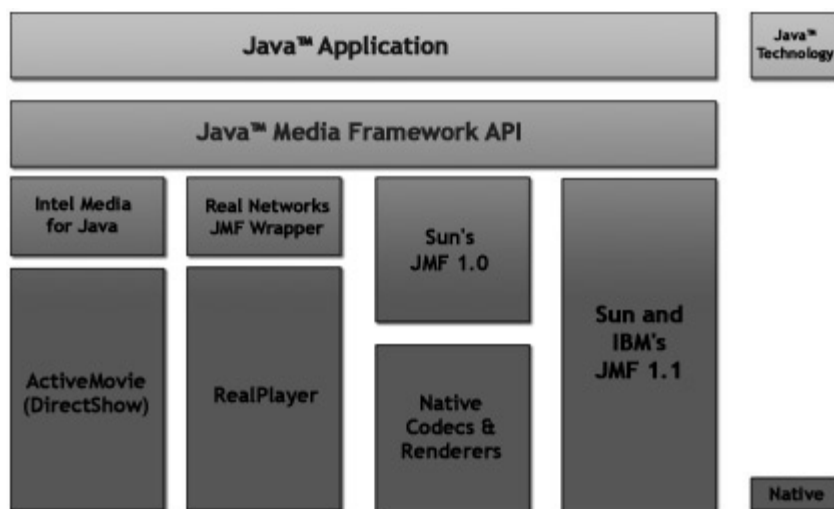 Java™ Application
Java™
Technology
Java™ Media Framework API
Intel Media
for Java
Real Networks
JMF Wrapper
Sun's
JMF 1.0
Sun and
IBM's
JMF 1.1
ActiveMovie
(DirectShow)
RealPlayer
Native
Codecs &
Renderers
Native